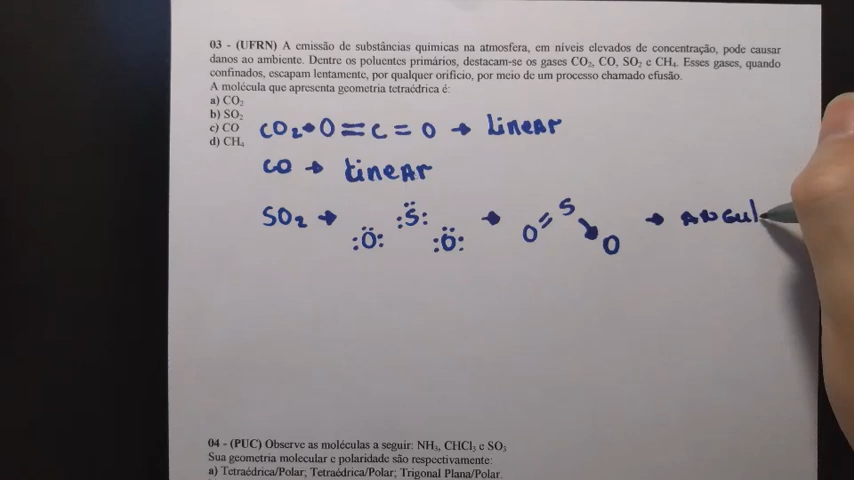 03 - (UFRN) A emissão de substâncias químicas na atmosfera, em níveis elevados de concentração, pode causar
danos ao ambiente. Dentre os poluentes primários, destacam-se os gases CO₂, CO, SO₂ e CH₄. Esses gases, quando
confinados, escapam lentamente, por qualquer orifício, por meio de um processo chamado efusão.
A molécula que apresenta geometria tetraédrica é:
a) CO₂
b) SO₂
c) CO
d) CH₄
CO₂ → O = C = O → LINEAR
CO → LINEAR
SO₂ → :Ö: :S̈: :Ö: → O = S → O → ANGUL
04 - (PUC) Observe as moléculas a seguir: NH₃, CHCl₃ e SO₃
Sua geometria molecular e polaridade são respectivamente:
a) Tetraédrica/Polar; Tetraédrica/Polar; Trigonal Plana/Polar.